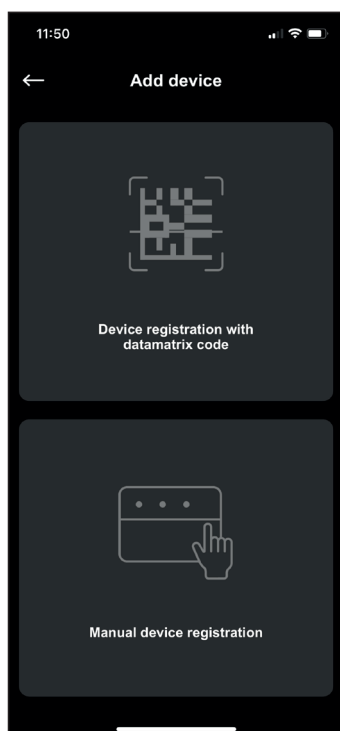 11:50
Add device
Device registration with
datamatrix code
Manual device registration